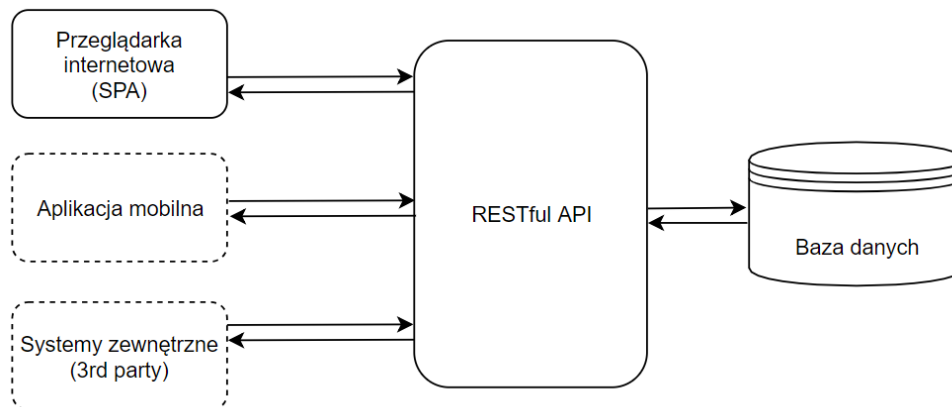 Przeglądarka
internetowa
(SPA)
Aplikacja mobilna
Systemy zewnętrzne
(3rd party)
RESTful API
Baza danych